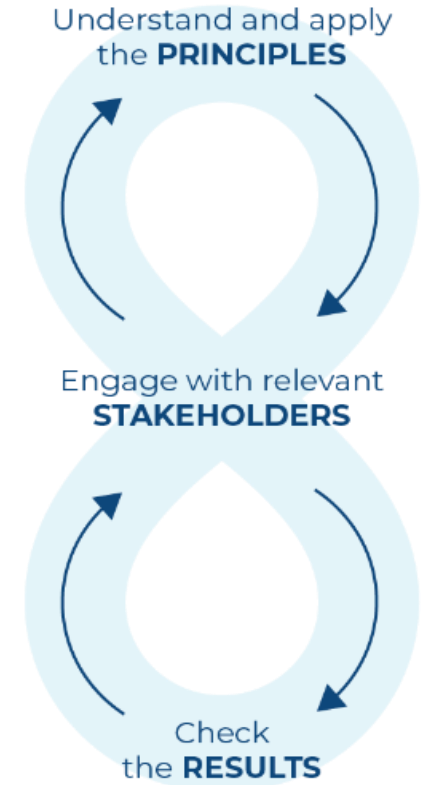 Understand and apply
the PRINCIPLES
Engage with relevant
STAKEHOLDERS
Check
the RESULTS